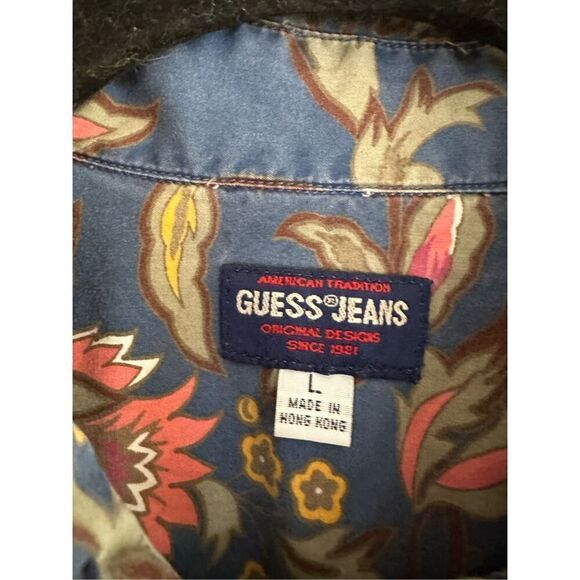 AMERICAN TRADITION
GUESS® JEANS
ORIGINAL DESIGNS
SINCE 1981
L
MADE IN
HONG KONG